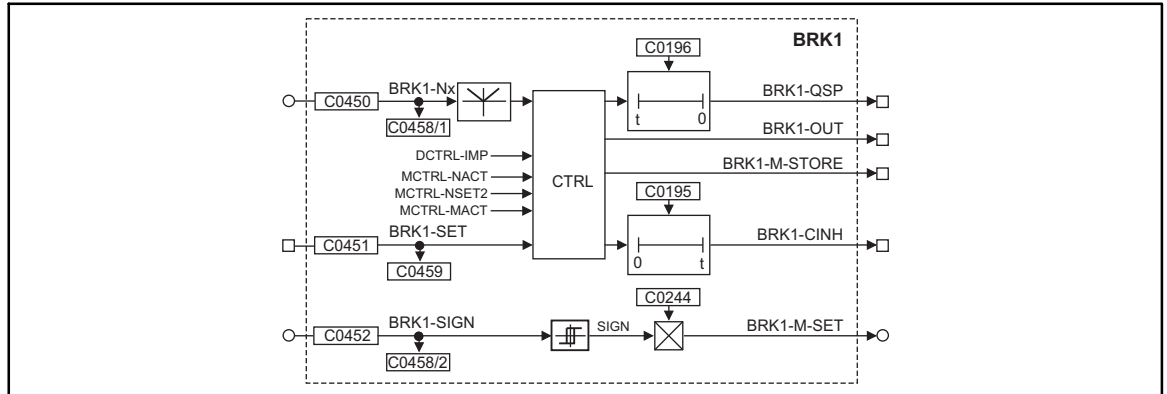 BRK1
C0196
BRK1-Nx
C0450
C0458/1
t 0
BRK1-QSP
BRK1-OUT
BRK1-M-STORE
DCTRL-IMP
MCTRL-NACT
MCTRL-NSET2
MCTRL-MACT
CTRL
C0195
BRK1-SET
C0451
C0459
0 t
BRK1-CINH
C0244
BRK1-SIGN
C0452
C0458/2
SIGN
BRK1-M-SET